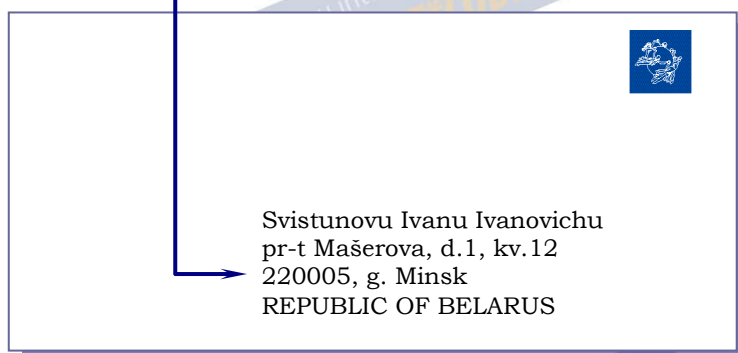 Svistunovu Ivanu Ivanovichu
pr-t Mašerova, d.1, kv.12
220005, g. Minsk
REPUBLIC OF BELARUS